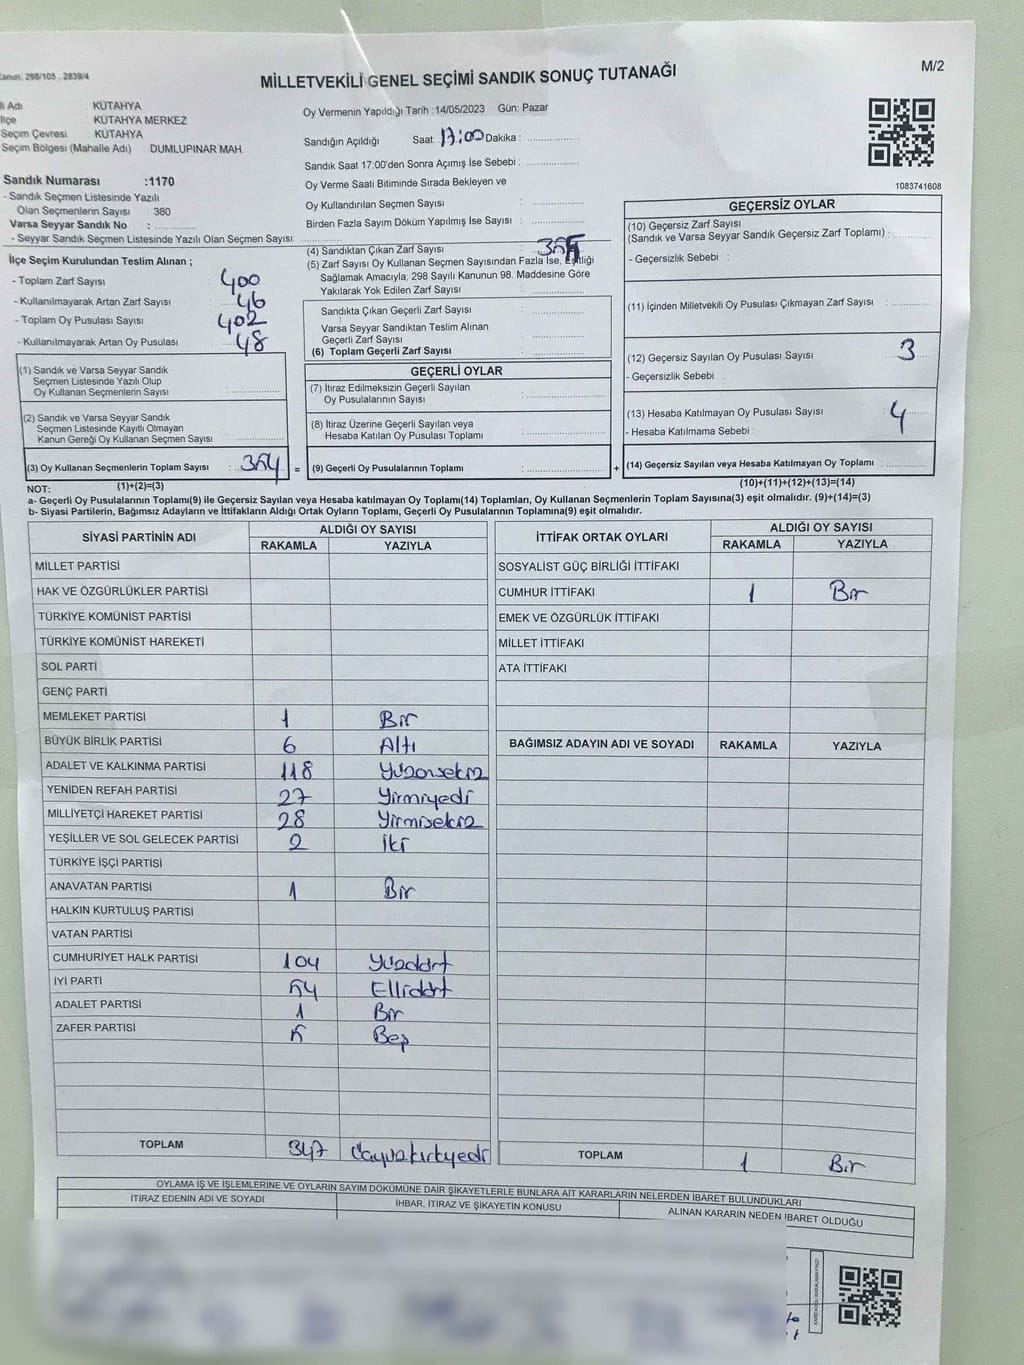 Kanun: 298/105 , 2839/4
M/2
MİLLETVEKİLİ GENEL SEÇİMİ SANDIK SONUÇ TUTANAĞI
İl Adı : KÜTAHYA
İlçe : KÜTAHYA MERKEZ
Seçim Çevresi : KÜTAHYA
Seçim Bölgesi (Mahalle Adı) : DUMLUPINAR MAH.
Sandık Numarası :1170
- Sandık Seçmen Listesinde Yazılı
Olan Seçmenlerin Sayısı : 380
Varsa Seyyar Sandık No :
- Seyyar Sandık Seçmen Listesinde Yazılı Olan Seçmen Sayısı:
İlçe Seçim Kurulundan Teslim Alınan ;
- Toplam Zarf Sayısı : 400
- Kullanılmayarak Artan Zarf Sayısı : 46
- Toplam Oy Pusulası Sayısı : 402
- Kullanılmayarak Artan Oy Pusulası : 48
(1) Sandık ve Varsa Seyyar Sandık
Seçmen Listesinde Yazılı Olup
Oy Kullanan Seçmenlerin Sayısı :
(2) Sandık ve Varsa Seyyar Sandık
Seçmen Listesinde Kayıtlı Olmayan
Kanun Gereği Oy Kullanan Seçmen Sayısı :
(3) Oy Kullanan Seçmenlerin Toplam Sayısı : 354
(1)+(2)=(3)
Oy Vermenin Yapıldığı Tarih :14/05/2023 Gün: Pazar
Sandığın Açıldığı Saat: 17:00 Dakika :
Sandık Saat 17:00'den Sonra Açımış İse Sebebi :
Oy Verme Saati Bitiminde Sırada Bekleyen ve
Oy Kullandırılan Seçmen Sayısı :
Birden Fazla Sayım Döküm Yapılmış İse Sayısı :
(4) Sandıktan Çıkan Zarf Sayısı :
(5) Zarf Sayısı Oy Kullanan Seçmen Sayısından Fazla İse, Eşitliği
Sağlamak Amacıyla, 298 Sayılı Kanunun 98. Maddesine Göre
Yakılarak Yok Edilen Zarf Sayısı :
Sandıkta Çıkan Geçerli Zarf Sayısı :
Varsa Seyyar Sandıktan Teslim Alınan
Geçerli Zarf Sayısı :
(6) Toplam Geçerli Zarf Sayısı :
GEÇERLİ OYLAR
(7) İtiraz Edilmeksizin Geçerli Sayılan
Oy Pusulalarının Sayısı :
(8) İtiraz Üzerine Geçerli Sayılan veya
Hesaba Katılan Oy Pusulası Toplamı :
= (9) Geçerli Oy Pusulalarının Toplamı :
1083741608
GEÇERSİZ OYLAR
(10) Geçersiz Zarf Sayısı
(Sandık ve Varsa Seyyar Sandık Geçersiz Zarf Toplamı) :
- Geçersizlik Sebebi :
(11) İçinden Milletvekili Oy Pusulası Çıkmayan Zarf Sayısı :
(12) Geçersiz Sayılan Oy Pusulası Sayısı : 3
- Geçersizlik Sebebi :
(13) Hesaba Katılmayan Oy Pusulası Sayısı : 4
- Hesaba Katılmama Sebebi :
+ (14) Geçersiz Sayılan veya Hesaba Katılmayan Oy Toplamı :
(10)+(11)+(12)+(13)=(14)
NOT:
a- Geçerli Oy Pusulalarının Toplamı(9) ile Geçersiz Sayılan veya Hesaba katılmayan Oy Toplamı(14) Toplamları, Oy Kullanan Seçmenlerin Toplam Sayısına(3) eşit olmalıdır. (9)+(14)=(3)
b- Siyasi Partilerin, Bağımsız Adayların ve İttifakların Aldığı Ortak Oyların Toplamı, Geçerli Oy Pusulalarının Toplamına(9) eşit olmalıdır.
SİYASİ PARTİNİN ADI ALDIĞI OY SAYISI
RAKAMLA YAZIYLA
MİLLET PARTİSİ
HAK VE ÖZGÜRLÜKLER PARTİSİ
TÜRKİYE KOMÜNİST PARTİSİ
TÜRKİYE KOMÜNİST HAREKETİ
SOL PARTİ
GENÇ PARTİ
MEMLEKET PARTİSİ 1 Bir
BÜYÜK BİRLİK PARTİSİ 6 Altı
ADALET VE KALKINMA PARTİSİ 118 Yüzonsekiz
YENİDEN REFAH PARTİSİ 27 Yirmiyedi
MİLLİYETÇİ HAREKET PARTİSİ 28 Yirmisekiz
YEŞİLLER VE SOL GELECEK PARTİSİ 2 İki
TÜRKİYE İŞÇİ PARTİSİ
ANAVATAN PARTİSİ 1 Bir
HALKIN KURTULUŞ PARTİSİ
VATAN PARTİSİ
CUMHURİYET HALK PARTİSİ 104 Yüzdört
İYİ PARTİ 54 Ellidört
ADALET PARTİSİ 1 Bir
ZAFER PARTİSİ 5 Beş
TOPLAM 347 Üçyüzkırkyedi
İTTİFAK ORTAK OYLARI ALDIĞI OY SAYISI
RAKAMLA YAZIYLA
SOSYALİST GÜÇ BİRLİĞİ İTTİFAKI
CUMHUR İTTİFAKI 1 Bir
EMEK VE ÖZGÜRLÜK İTTİFAKI
MİLLET İTTİFAKI
ATA İTTİFAKI
BAĞIMSIZ ADAYIN ADI VE SOYADI RAKAMLA YAZIYLA
TOPLAM 1 Bir
OYLAMA İŞ VE İŞLEMLERİNE VE OYLARIN SAYIM DÖKÜMÜNE DAİR ŞİKAYETLERLE BUNLARA AİT KARARLARIN NELERDEN İBARET BULUNDUKLARI
İTİRAZ EDENİN ADI VE SOYADI İHBAR, İTİRAZ VE ŞİKAYETİN KONUSU ALINAN KARARIN NEDEN İBARET OLDUĞU